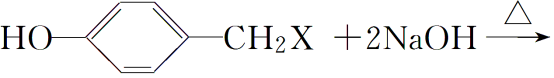 HO—CH2X +2NaOH △→